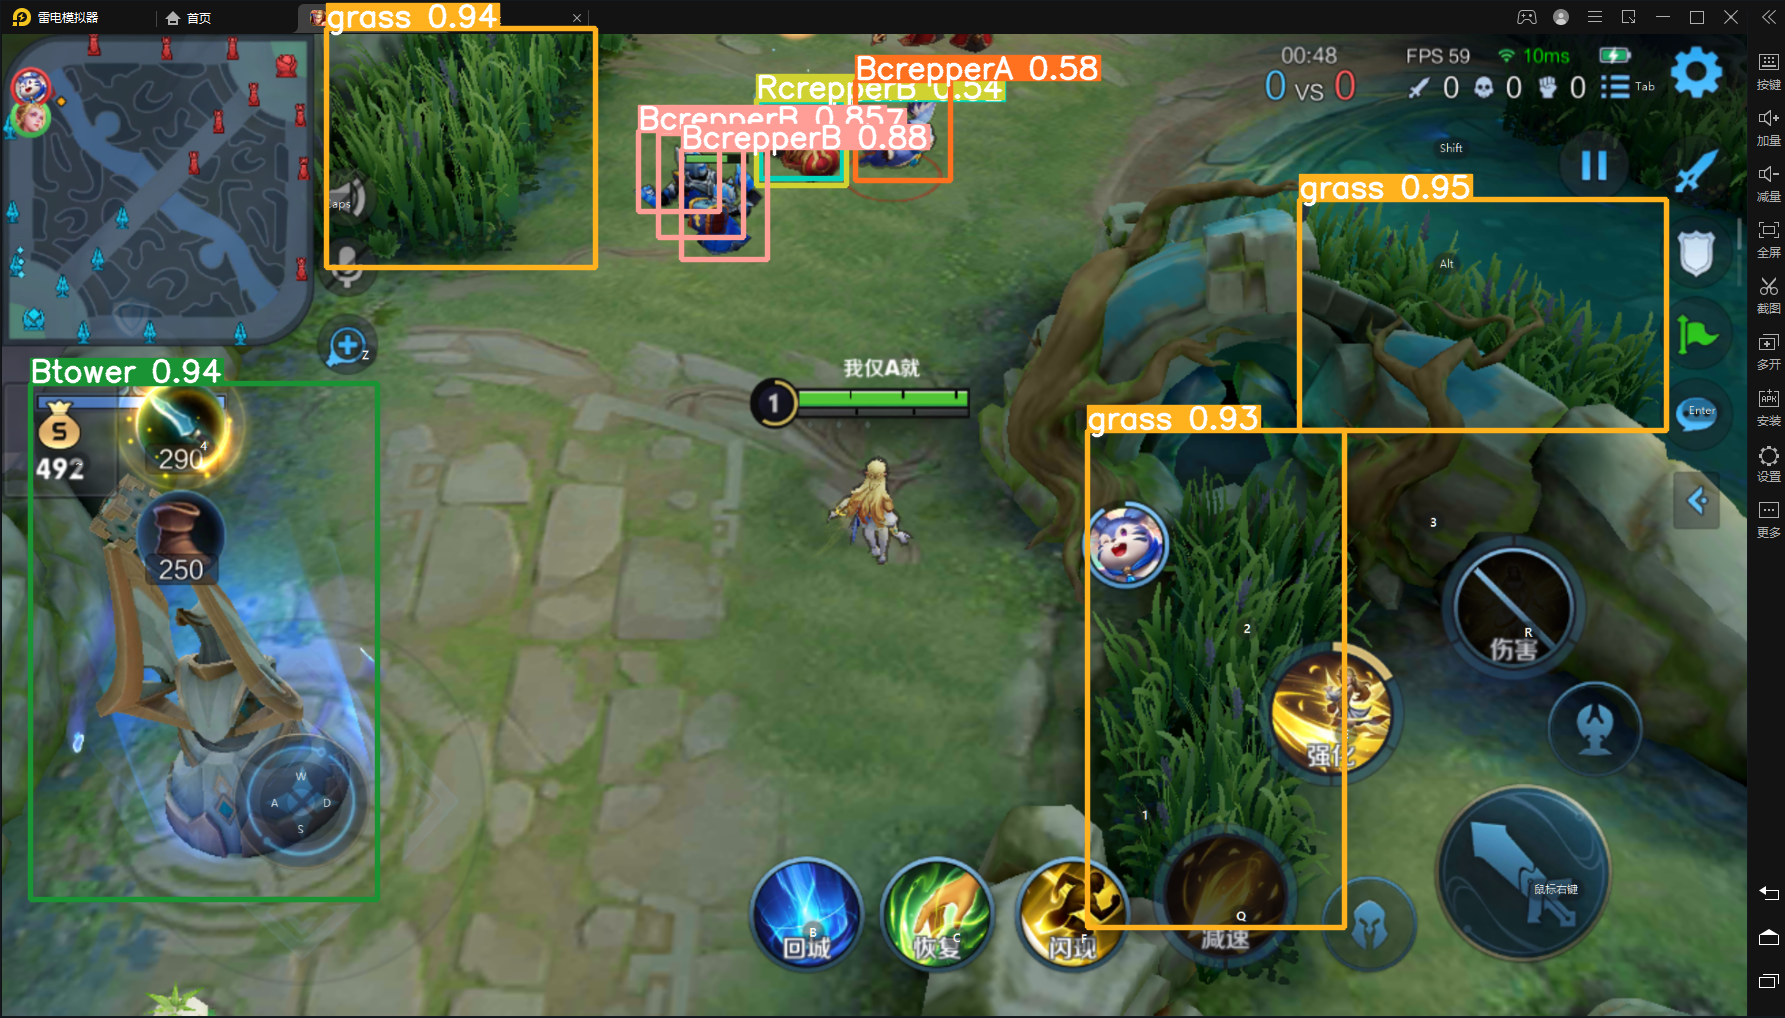 雷电模拟器
首页
grass 0.94
BcrepperA 0.58
RcrepperB 0.54
BcrepperB 0.857
BcrepperB 0.88
00:48
FPS 59
10ms
0 VS 0
0
0
0
Tab
按键
加量
减量
全屏
截图
多开
安装
设置
更多
Shift
grass 0.95
Caps
Alt
Z
Btower 0.94
Enter
我仅A就
1
grass 0.93
S
492
4
290
250
3
2
R
伤害
强化
W
A
D
S
1
鼠标右键
B
回城
C
恢复
F
闪现
Q
减速
APK